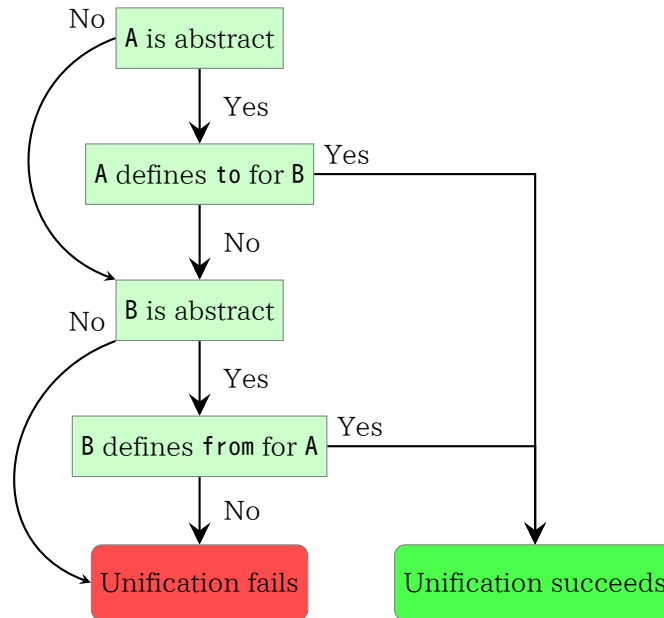 No
A is abstract
Yes
A defines to for B
Yes
No
B is abstract
No
Yes
B defines from for A
Yes
No
Unification fails
Unification succeeds